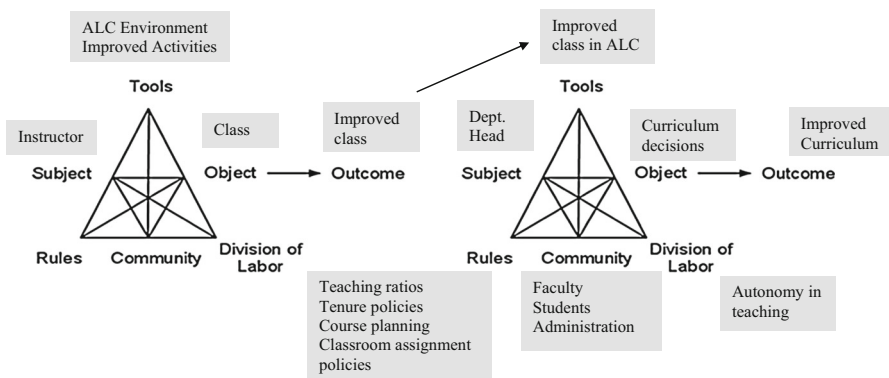 ALC Environment
Improved Activities
Improved
class in ALC
Tools
Tools
Instructor
Class
Improved
class
Dept.
Head
Curriculum
decisions
Improved
Curriculum
Subject
Object
Outcome
Subject
Object
Outcome
Rules
Community
Division of
Labor
Rules
Community
Division of
Labor
Teaching ratios
Tenure policies
Course planning
Classroom assignment
policies
Faculty
Students
Administration
Autonomy in
teaching